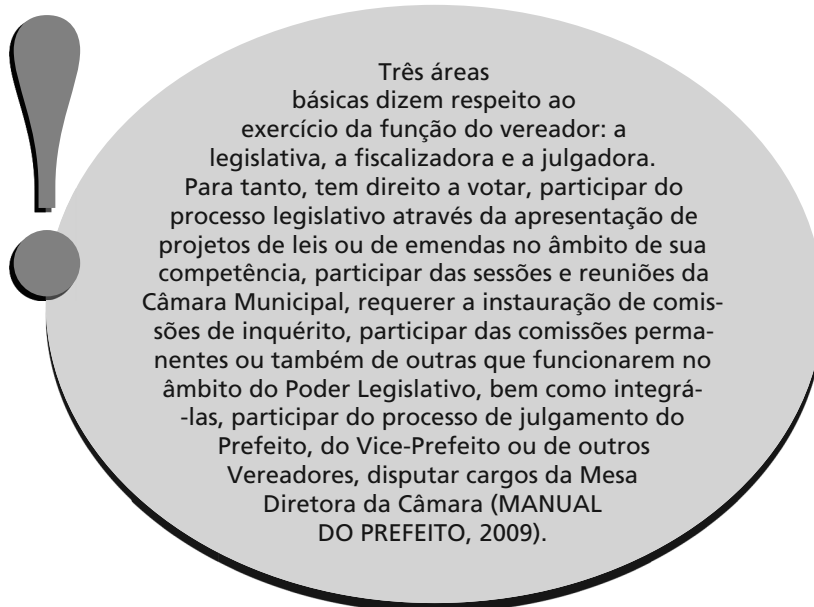 Três áreas
básicas dizem respeito ao
exercício da função do vereador: a
legislativa, a fiscalizadora e a julgadora.
Para tanto, tem direito a votar, participar do
processo legislativo através da apresentação de
projetos de leis ou de emendas no âmbito de sua
competência, participar das sessões e reuniões da
Câmara Municipal, requerer a instauração de comis-
sões de inquérito, participar das comissões perma-
nentes ou também de outras que funcionarem no
âmbito do Poder Legislativo, bem como integrá-
-las, participar do processo de julgamento do
Prefeito, do Vice-Prefeito ou de outros
Vereadores, disputar cargos da Mesa
Diretora da Câmara (MANUAL
DO PREFEITO, 2009).